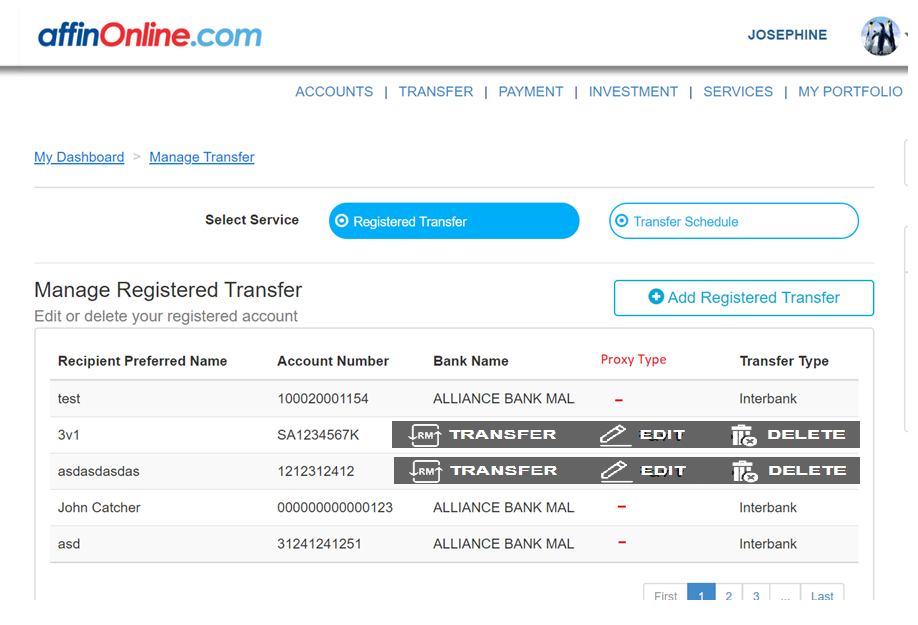 affinOnline.com
JOSEPHINE
ACCOUNTS | TRANSFER | PAYMENT | INVESTMENT | SERVICES | MY PORTFOLIO
My Dashboard > Manage Transfer
Select Service Registered Transfer Transfer Schedule
Manage Registered Transfer
Add Registered Transfer
Edit or delete your registered account
Recipient Preferred Name Account Number Bank Name Proxy Type Transfer Type
test 100020001154 ALLIANCE BANK MAL – Interbank
3v1 SA1234567K RM TRANSFER EDIT DELETE
asdasdasdas 1212312412 RM TRANSFER EDIT DELETE
John Catcher 000000000000123 ALLIANCE BANK MAL – Interbank
asd 31241241251 ALLIANCE BANK MAL – Interbank
First 1 2 3 ... Last